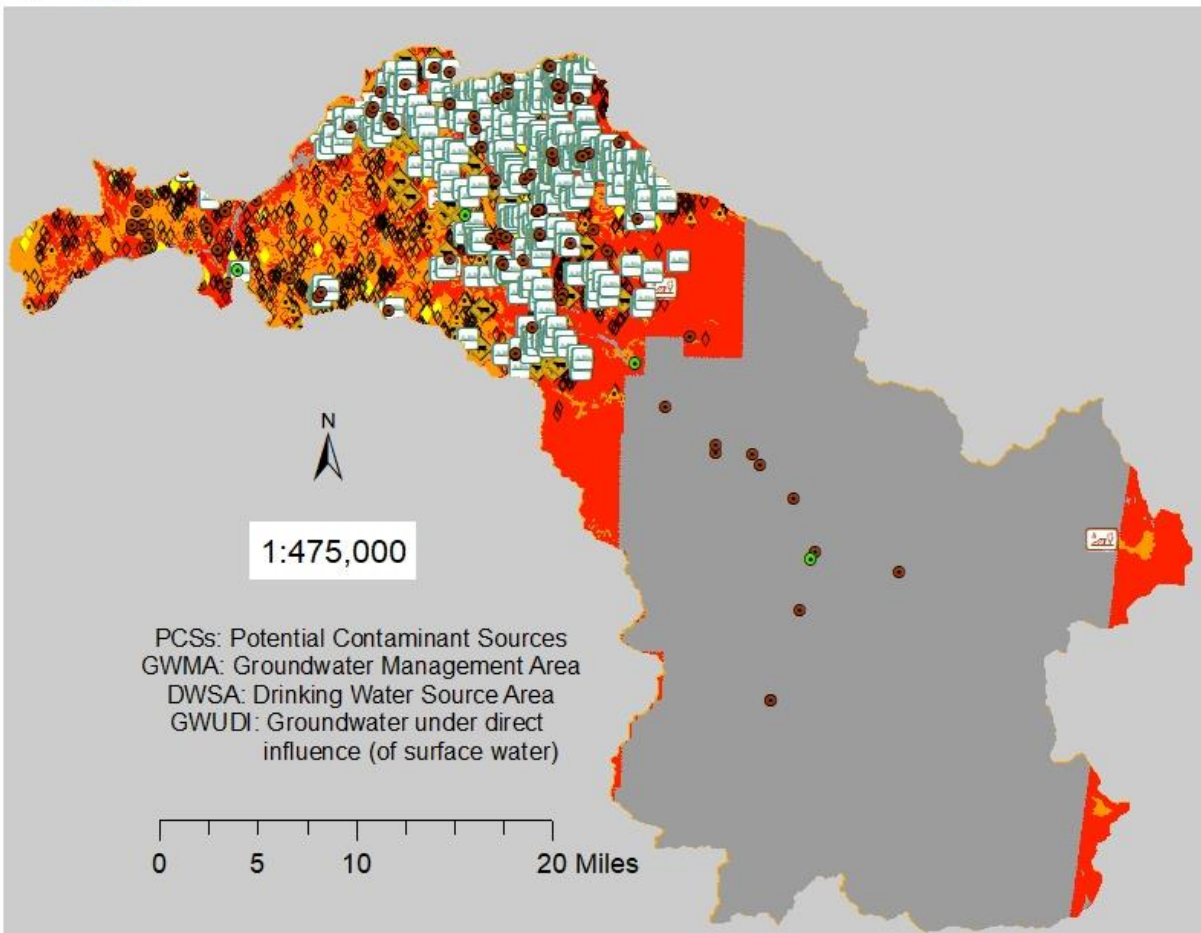 N
1:475,000
PCSs: Potential Contaminant Sources
GWMA: Groundwater Management Area
DWSA: Drinking Water Source Area
GWUDI: Groundwater under direct
influence (of surface water)
0 5 10 20 Miles